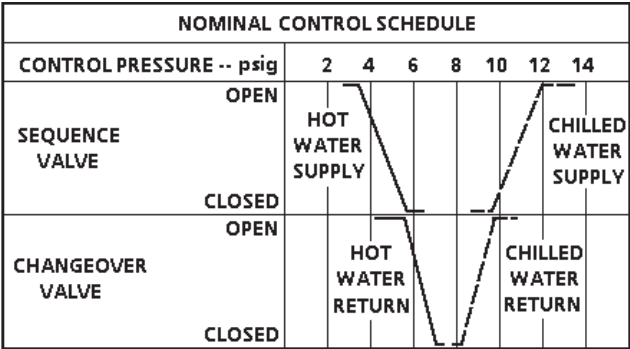 NOMINAL CONTROL SCHEDULE
CONTROL PRESSURE -- psig 2 4 6 8 10 12 14
OPEN
SEQUENCE
VALVE
CLOSED
HOT
WATER
SUPPLY
CHILLED
WATER
SUPPLY
OPEN
CHANGEOVER
VALVE
CLOSED
HOT
WATER
RETURN
CHILLED
WATER
RETURN